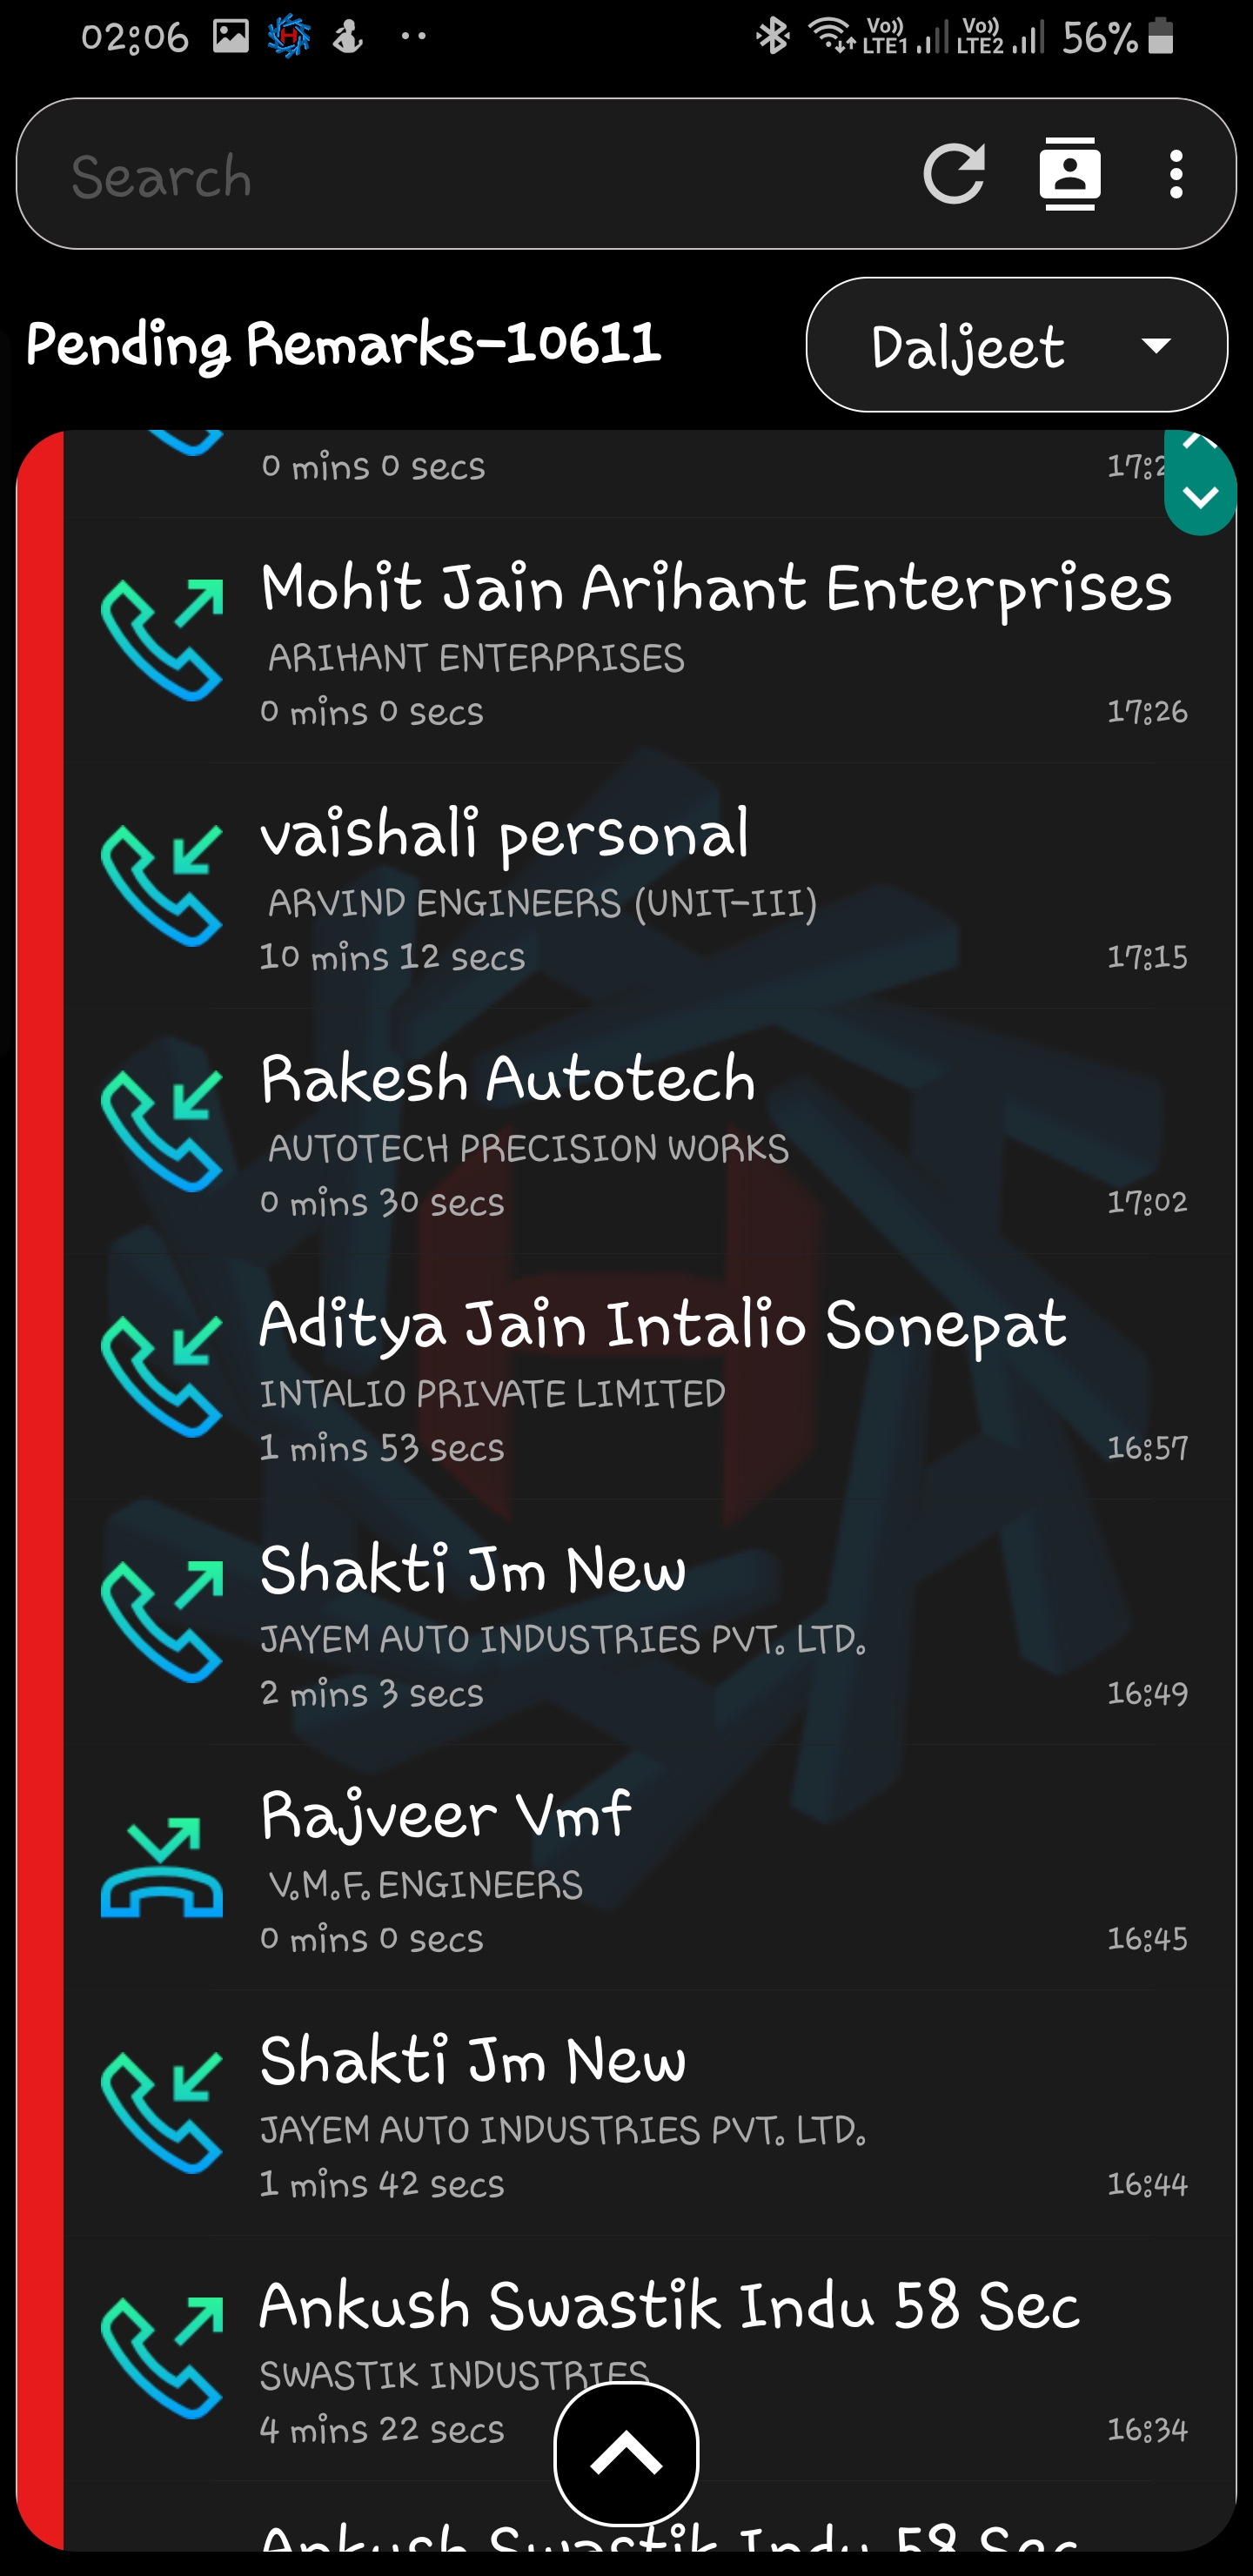 02:06
Vo)) LTE1 Vo)) LTE2 56%
Search
Pending Remarks-10611
Daljeet
0 mins 0 secs
Mohit Jain Arihant Enterprises
ARIHANT ENTERPRISES
0 mins 0 secs 17:26
vaishali personal
ARVIND ENGINEERS (UNIT-III)
10 mins 12 secs 17:15
Rakesh Autotech
AUTOTECH PRECISION WORKS
0 mins 30 secs 17:02
Aditya Jain Intalio Sonepat
INTALIO PRIVATE LIMITED
1 mins 53 secs 16:57
Shakti Jm New
JAYEM AUTO INDUSTRIES PVT. LTD.
2 mins 3 secs 16:49
Rajveer Vmf
V.M.F. ENGINEERS
0 mins 0 secs 16:45
Shakti Jm New
JAYEM AUTO INDUSTRIES PVT. LTD.
1 mins 42 secs 16:44
Ankush Swastik Indu 58 Sec
SWASTIK INDUSTRIES
4 mins 22 secs 16:34
Ankush Swastik Indu 58 Sec